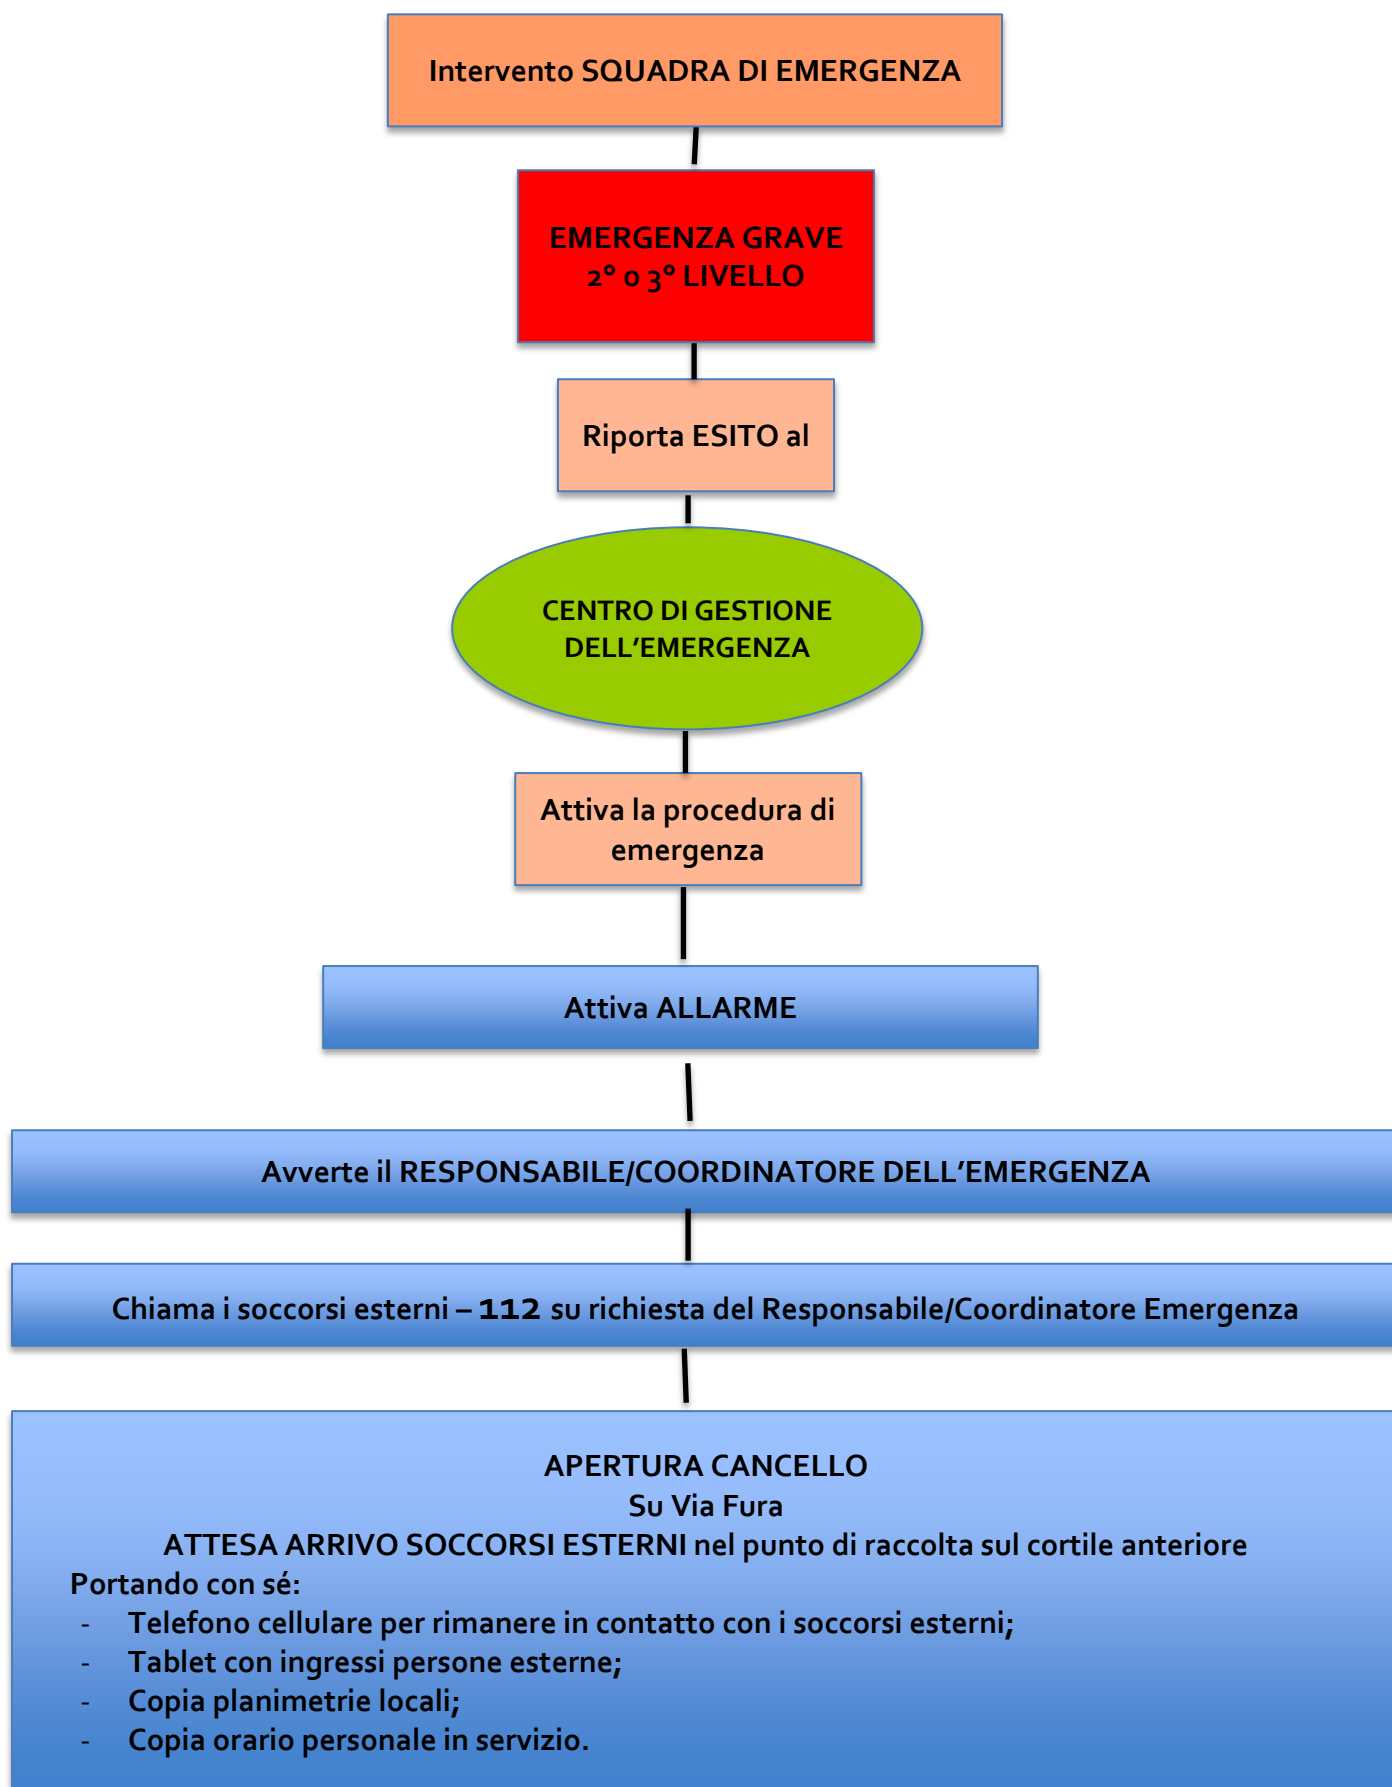 Intervento SQUADRA DI EMERGENZA
EMERGENZA GRAVE
2° o 3° LIVELLO
Riporta ESITO al
CENTRO DI GESTIONE
DELL’EMERGENZA
Attiva la procedura di
emergenza
Attiva ALLARME
Avverte il RESPONSABILE/COORDINATORE DELL’EMERGENZA
Chiama i soccorsi esterni – 112 su richiesta del Responsabile/Coordinatore Emergenza
APERTURA CANCELLO
Su Via Fura
ATTESA ARRIVO SOCCORSI ESTERNI nel punto di raccolta sul cortile anteriore
Portando con sé:
- Telefono cellulare per rimanere in contatto con i soccorsi esterni;
- Tablet con ingressi persone esterne;
- Copia planimetrie locali;
- Copia orario personale in servizio.